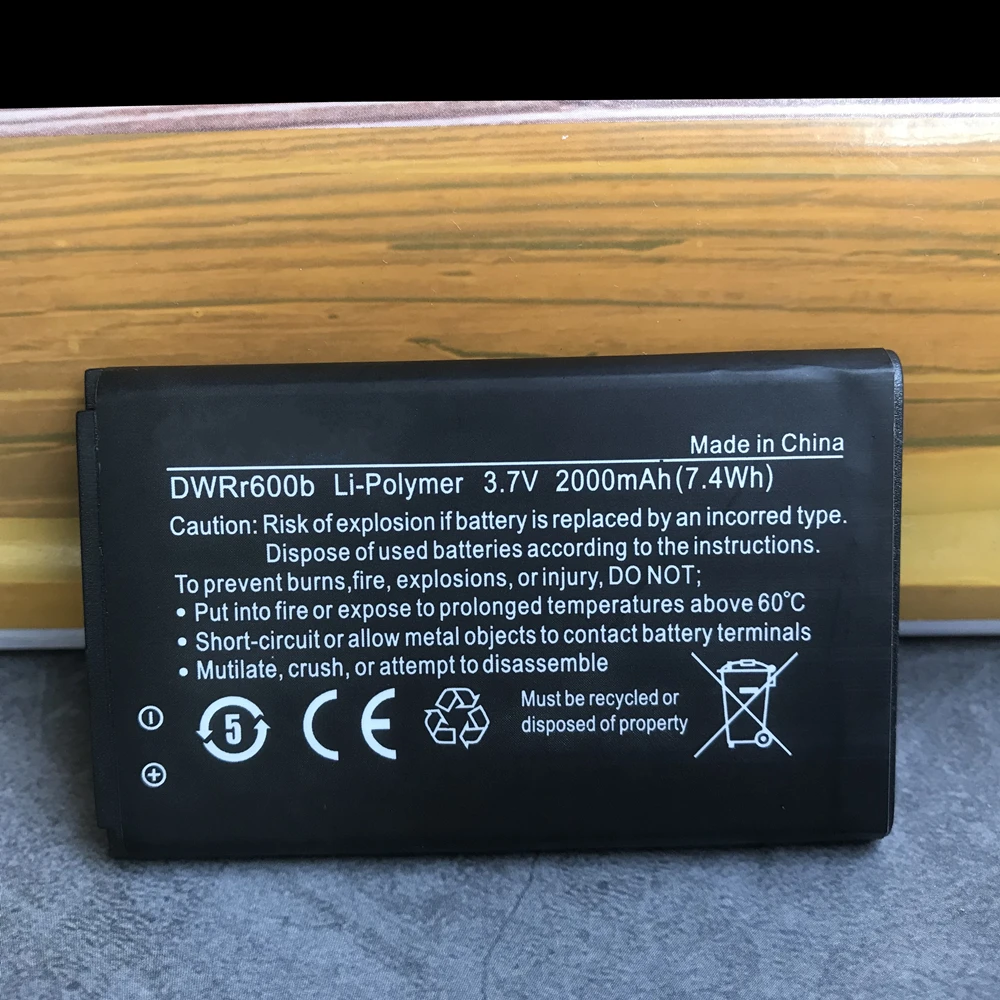 Made in China
DWRr600b Li-Polymer 3.7V 2000mAh(7.4Wh)
Caution: Risk of explosion if battery is replaced by an incorred type.
Dispose of used batteries according to the instructions.
To prevent burns,fire, explosions, or injury, DO NOT;
• Put into fire or expose to prolonged temperatures above 60°C
• Short-circuit or allow metal objects to contact battery terminals
• Mutilate, crush, or attempt to disassemble
5 CE
Must be recycled or
disposed of property